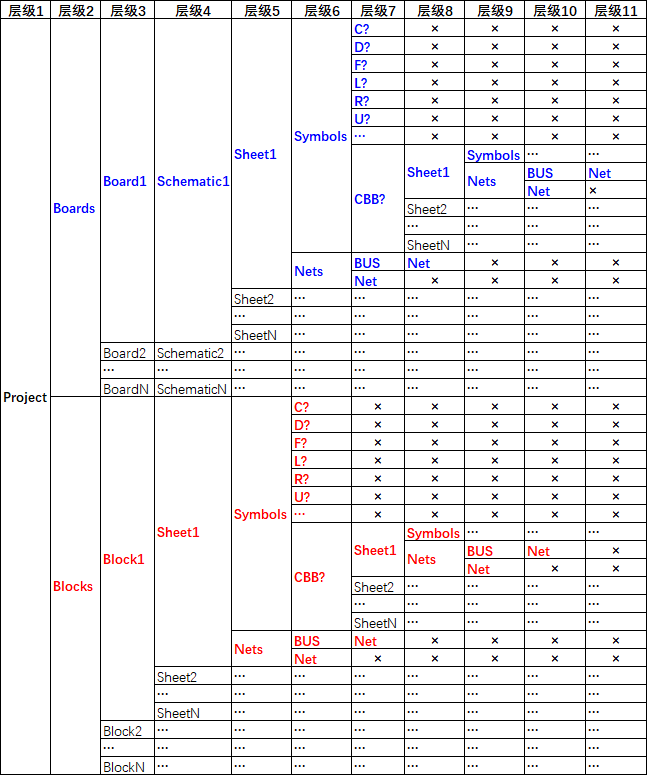 层级1 层级2 层级3 层级4 层级5 层级6 层级7 层级8 层级9 层级10 层级11
C? × × × ×
D? × × × ×
F? × × × ×
L? × × × ×
R? × × × ×
U? × × × ×
Symbols … × × × ×
Sheet1 Symbols … …
Board1 Schematic1 Sheet1 Nets BUS Net
Net ×
Boards CBB? Sheet2 … … …
… … … …
SheetN … … …
Nets BUS Net × × ×
Net × × × ×
Sheet2 … … … … … …
… … … … … … …
SheetN … … … … … …
Board2 Schematic2 … … … … … … …
… … … … … … … … …
BoardN SchematicN … … … … … … …
Project
C? × × × × ×
D? × × × × ×
F? × × × × ×
L? × × × × ×
R? × × × × ×
U? × × × × ×
Symbols … × × × × ×
Sheet1 Symbols … … …
Block1 Sheet1 Nets BUS Net ×
Net × ×
Blocks CBB? Sheet2 … … … …
… … … … …
SheetN … … … …
Nets BUS Net × × × ×
Net × × × × ×
Sheet2 … … … … … … …
… … … … … … … …
SheetN … … … … … … …
Block2 … … … … … … … …
… … … … … … … … …
BlockN … … … … … … … …